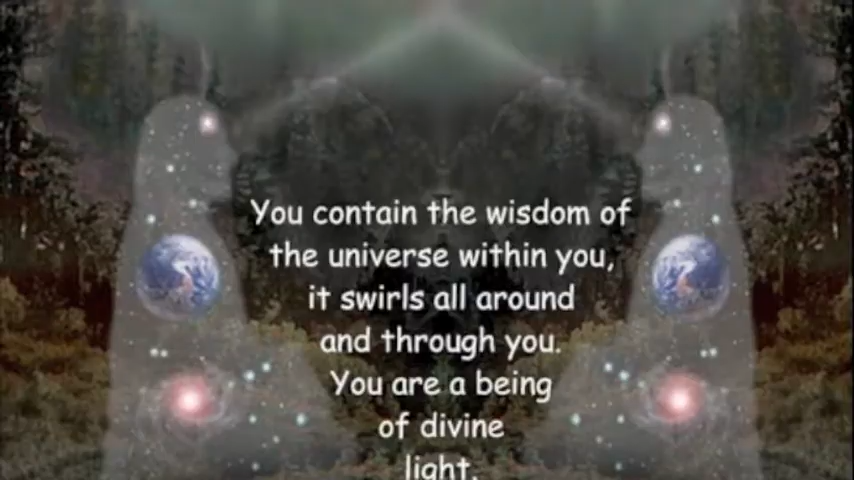 You contain the wisdom of
the universe within you,
it swirls all around
and through you.
You are a being
of divine
light.